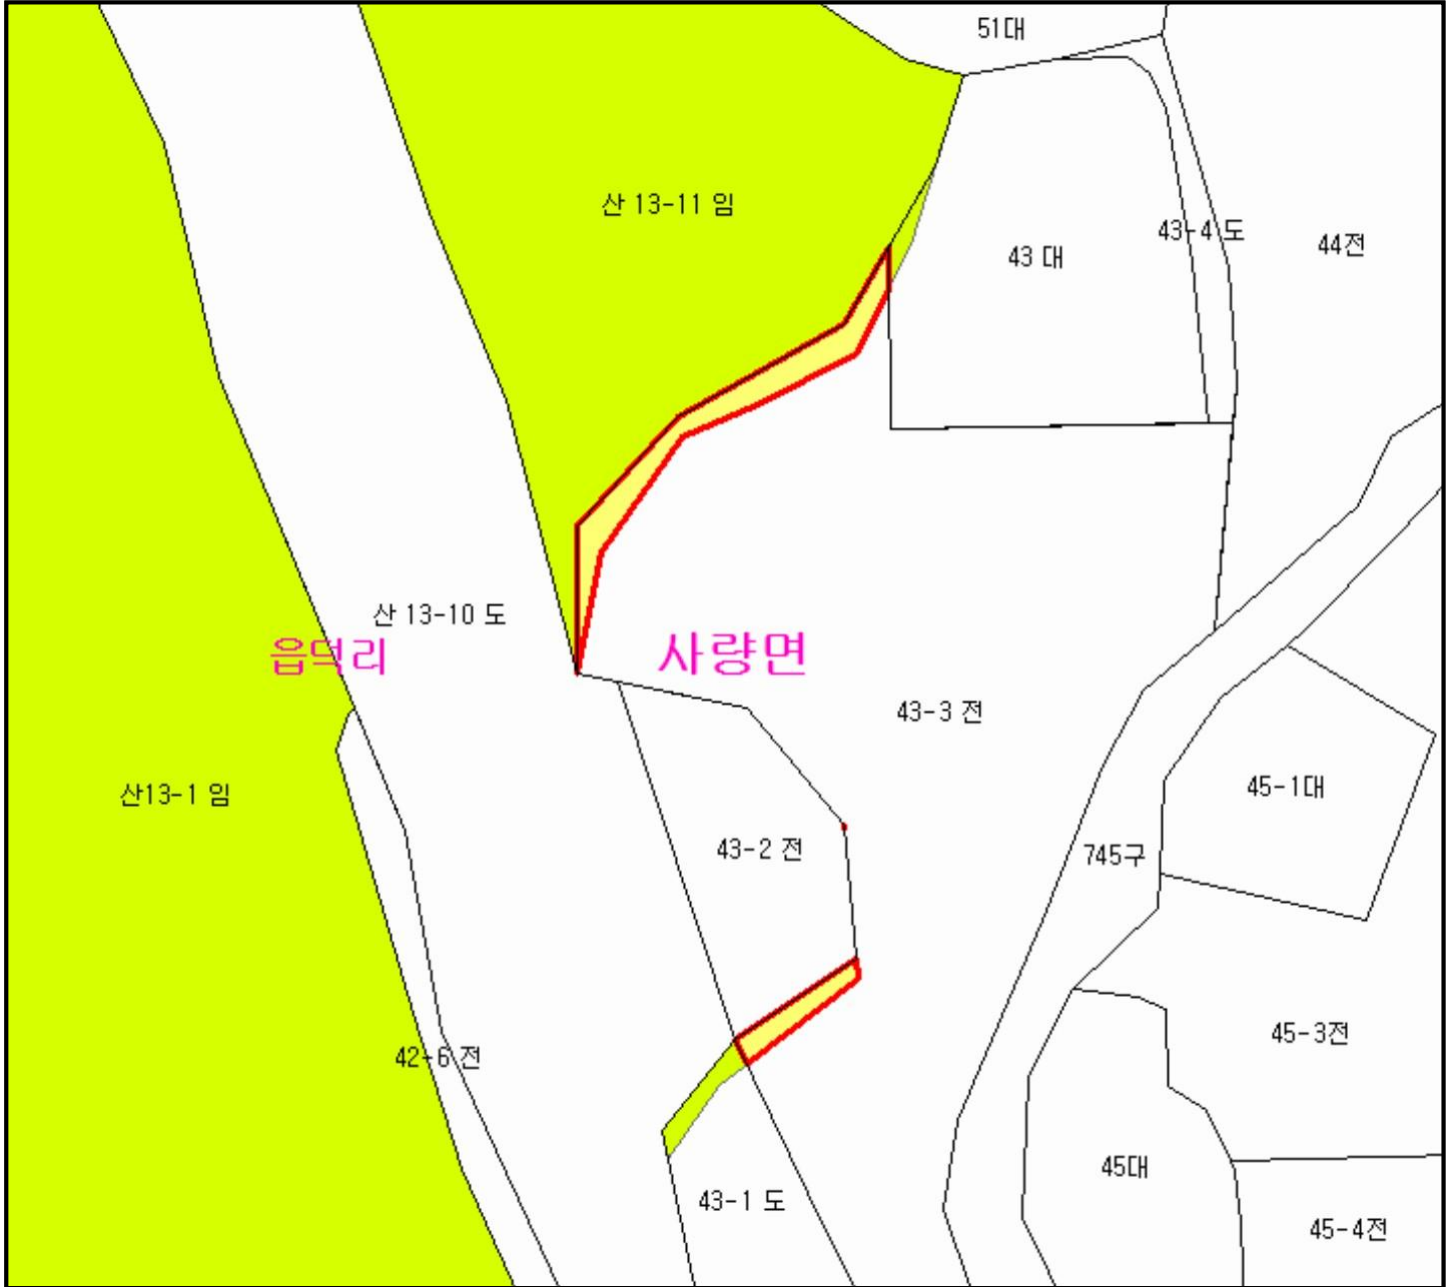 51대
산 13-11 임
43-4 도
44전
43 대
산 13-10 도
읍덕리
사량면
43-3 전
산13-1 임
45-1대
43-2 전
745구
45-3전
42-6 전
45대
43-1 도
45-4전